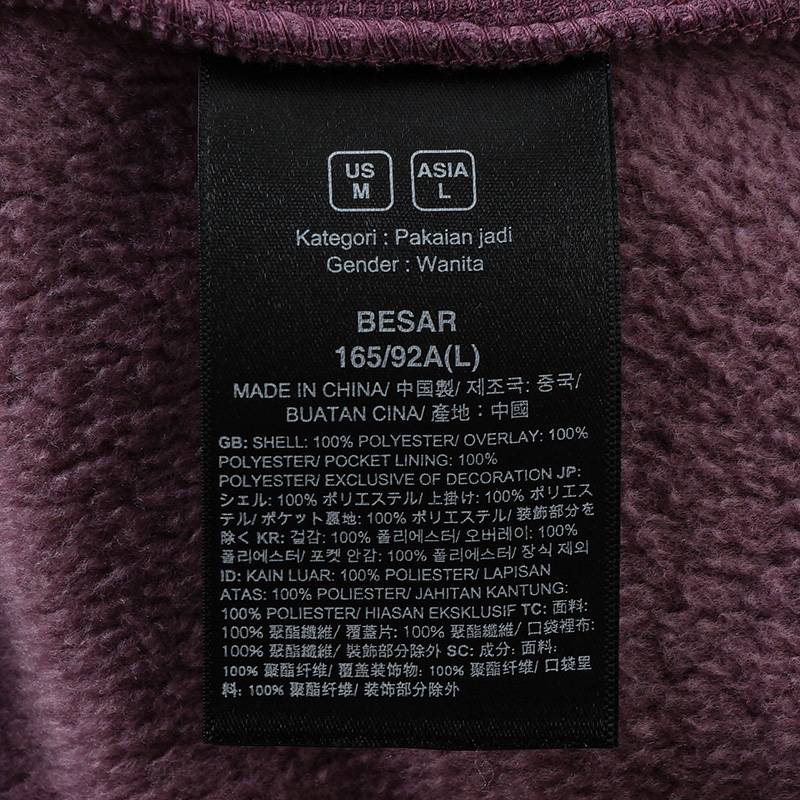 US
M
ASIA
L
Kategori : Pakaian jadi
Gender : Wanita
BESAR
165/92A(L)
MADE IN CHINA/ 中国製/ 제조국: 중국/
BUATAN CINA/ 產地：中國
GB: SHELL: 100% POLYESTER/ OVERLAY: 100%
POLYESTER/ POCKET LINING: 100%
POLYESTER/ EXCLUSIVE OF DECORATION JP:
シェル: 100% ポリエステル/ 上掛け: 100% ポリエス
テル/ ポケット裏地: 100% ポリエステル/ 装飾部分を
除く KR: 겉감: 100% 폴리에스터/ 오버레이: 100%
폴리에스터/ 포켓 안감: 100% 폴리에스터/ 장식 제외
ID: KAIN LUAR: 100% POLIESTER/ LAPISAN
ATAS: 100% POLIESTER/ JAHITAN KANTUNG:
100% POLIESTER/ HIASAN EKSKLUSIF TC: 面料:
100% 聚酯纖維/ 覆蓋片: 100% 聚酯纖維/ 口袋裡布:
100% 聚酯纖維/ 裝飾部分除外 SC: 成分: 面料:
100% 聚酯纤维/ 覆盖装饰物: 100% 聚酯纤维/ 口袋里
料: 100% 聚酯纤维/ 装饰部分除外